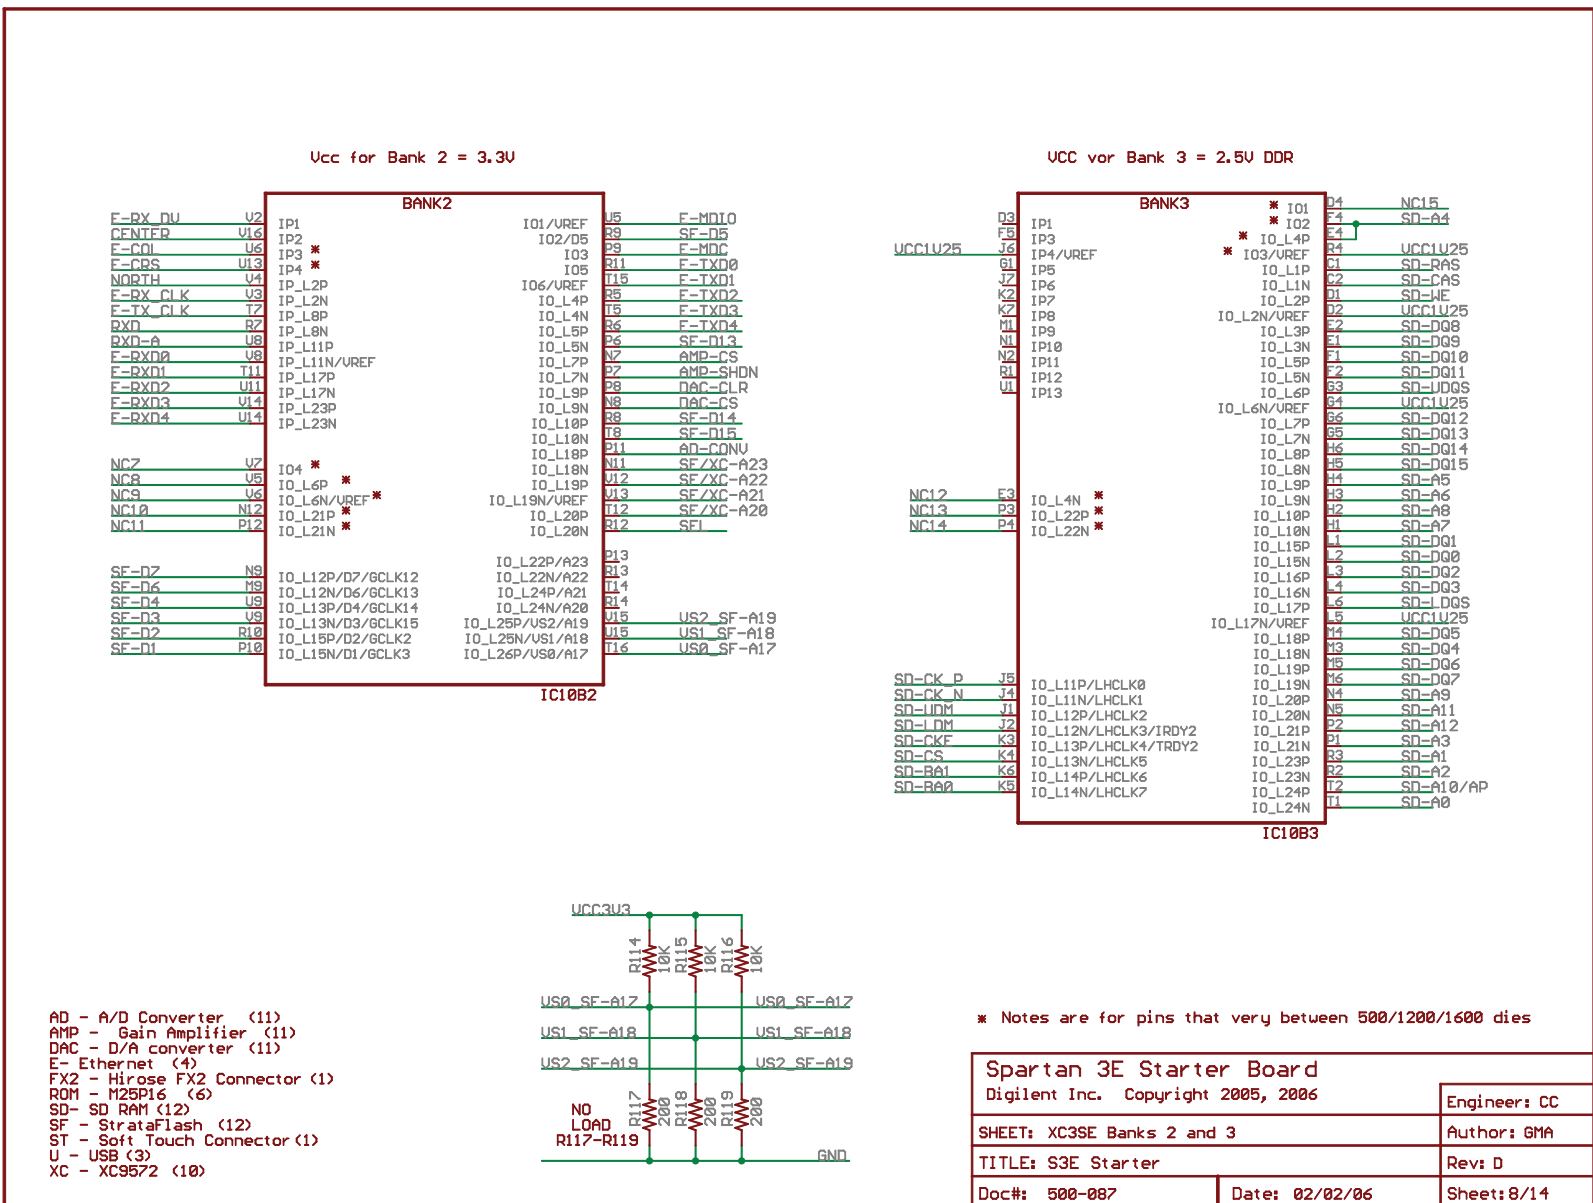 Vcc for Bank 2 = 3.3V
BANK2
E-RX_DV V2 IP1 IO1/VREF U5 E-MDIO
CENTER V16 IP2 IO2/D5 R9 SF-D5
E-COL U6 IP3 * IO3 P9 E-MDC
E-CRS U13 IP4 * IO5 R11 E-TXD0
NORTH V4 IP_L2P IO6/VREF T15 E-TXD1
E-RX_CLK V3 IP_L2N IO_L4P R5 E-TXD2
E-TX_CLK T7 IP_L8P IO_L4N T5 E-TXD3
RXD R7 IP_L8N IO_L5P R6 E-TXD4
RXD-A U8 IP_L11P IO_L5N P6 SF-D13
E-RXD0 V8 IP_L11N/VREF IO_L7P N7 AMP-CS
E-RXD1 T11 IP_L17P IO_L7N P7 AMP-SHDN
E-RXD2 U11 IP_L17N IO_L9P P8 DAC-CLR
E-RXD3 V14 IP_L23P IO_L9N N8 DAC-CS
E-RXD4 U14 IP_L23N IO_L10P R8 SF-D14
IO_L10N T8 SF-D15
IO_L18P P11 AD-CONV
NC7 V7 IO4 * IO_L18N N11 SF/XC-A23
NC8 V5 IO_L6P * IO_L19P V12 SF/XC-A22
NC9 V6 IO_L6N/VREF * IO_L19N/VREF V13 SF/XC-A21
NC10 N12 IO_L21P * IO_L20P T12 SF/XC-A20
NC11 P12 IO_L21N * IO_L20N R12 SEL
IO_L22P/A23 P13
SF-D7 N9 IO_L12P/D7/GCLK12 IO_L22N/A22 R13
SF-D6 M9 IO_L12N/D6/GCLK13 IO_L24P/A21 T14
SF-D4 U9 IO_L13P/D4/GCLK14 IO_L24N/A20 R14
SF-D3 V9 IO_L13N/D3/GCLK15 IO_L25P/VS2/A19 V15 VS2_SF-A19
SF-D2 R10 IO_L15P/D2/GCLK2 IO_L25N/VS1/A18 U15 VS1_SF-A18
SF-D1 P10 IO_L15N/D1/GCLK3 IO_L26P/VS0/A17 T16 VS0_SF-A17
IC10B2
VCC vor Bank 3 = 2.5V DDR
BANK3
* IO1 D4 NC15
D3 IP1 * IO2 F4 SD-A4
F5 IP3 * IO_L4P E4
VCC1V25 J6 IP4/VREF * IO3/VREF R4 VCC1V25
G1 IP5 IO_L1P C1 SD-RAS
J7 IP6 IO_L1N C2 SD-CAS
K2 IP7 IO_L2P D1 SD-WE
K7 IP8 IO_L2N/VREF D2 VCC1V25
M1 IP9 IO_L3P E2 SD-DQ8
N1 IP10 IO_L3N E1 SD-DQ9
N2 IP11 IO_L5P F1 SD-DQ10
R1 IP12 IO_L5N F2 SD-DQ11
U1 IP13 IO_L6P G3 SD-UDQS
IO_L6N/VREF G4 VCC1V25
IO_L7P G6 SD-DQ12
IO_L7N G5 SD-DQ13
IO_L8P H6 SD-DQ14
IO_L8N H5 SD-DQ15
IO_L9P H4 SD-A5
NC12 E3 IO_L4N * IO_L9N H3 SD-A6
NC13 P3 IO_L22P * IO_L10P H2 SD-A8
NC14 P4 IO_L22N * IO_L10N H1 SD-A7
IO_L15P L1 SD-DQ1
IO_L15N L2 SD-DQ0
IO_L16P L3 SD-DQ2
IO_L16N L4 SD-DQ3
IO_L17P L6 SD-LDQS
IO_L17N/VREF L5 VCC1V25
IO_L18P M4 SD-DQ5
IO_L18N M3 SD-DQ4
IO_L19P M5 SD-DQ6
SD-CK_P J5 IO_L11P/LHCLK0 IO_L19N M6 SD-DQ7
SD-CK_N J4 IO_L11N/LHCLK1 IO_L20P N4 SD-A9
SD-UDM J1 IO_L12P/LHCLK2 IO_L20N N5 SD-A11
SD-LDM J2 IO_L12N/LHCLK3/IRDY2 IO_L21P P2 SD-A12
SD-CKE K3 IO_L13P/LHCLK4/TRDY2 IO_L21N P1 SD-A3
SD-CS K4 IO_L13N/LHCLK5 IO_L23P R3 SD-A1
SD-BA1 K6 IO_L14P/LHCLK6 IO_L23N R2 SD-A2
SD-BA0 K5 IO_L14N/LHCLK7 IO_L24P T2 SD-A10/AP
IO_L24N T1 SD-A0
IC10B3
VCC3V3
R114 10K R115 10K R116 10K
VS0_SF-A17 VS0_SF-A17
VS1_SF-A18 VS1_SF-A18
VS2_SF-A19 VS2_SF-A19
R117 200 R118 200 R119 200
NO
LOAD
R117-R119
GND
AD - A/D Converter (11)
AMP - Gain Amplifier (11)
DAC - D/A converter (11)
E- Ethernet (4)
FX2 - Hirose FX2 Connector (1)
ROM - M25P16 (6)
SD- SD RAM (12)
SF - StrataFlash (12)
ST - Soft Touch Connector (1)
U - USB (3)
XC - XC9572 (10)
* Notes are for pins that very between 500/1200/1600 dies
Spartan 3E Starter Board
Digilent Inc. Copyright 2005, 2006
Engineer: CC
SHEET: XC3SE Banks 2 and 3
Author: GMA
TITLE: S3E Starter
Rev: D
Doc#: 500-087
Date: 02/02/06
Sheet: 8/14